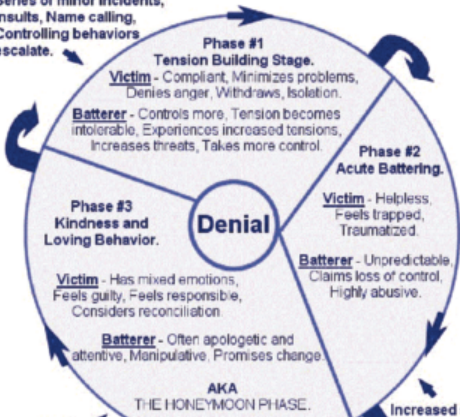 Series of minor incidents,
Insults, Name calling,
Controlling behaviors
escalate.
Phase #1
Tension Building Stage.
Victim - Compliant, Minimizes problems,
Denies anger, Withdraws, Isolation.
Batterer - Controls more, Tension becomes
intolerable, Experiences increased tensions,
Increases threats, Takes more control.
Phase #2
Acute Battering.
Victim - Helpless,
Feels trapped,
Traumatized.
Batterer - Unpredictable,
Claims loss of control,
Highly abusive.
Denial
Phase #3
Kindness and
Loving Behavior.
Victim - Has mixed emotions,
Feels guilty, Feels responsible,
Considers reconciliation.
Batterer - Often apologetic and
attentive, Manipulative, Promises change.
AKA
THE HONEYMOON PHASE.
Increased